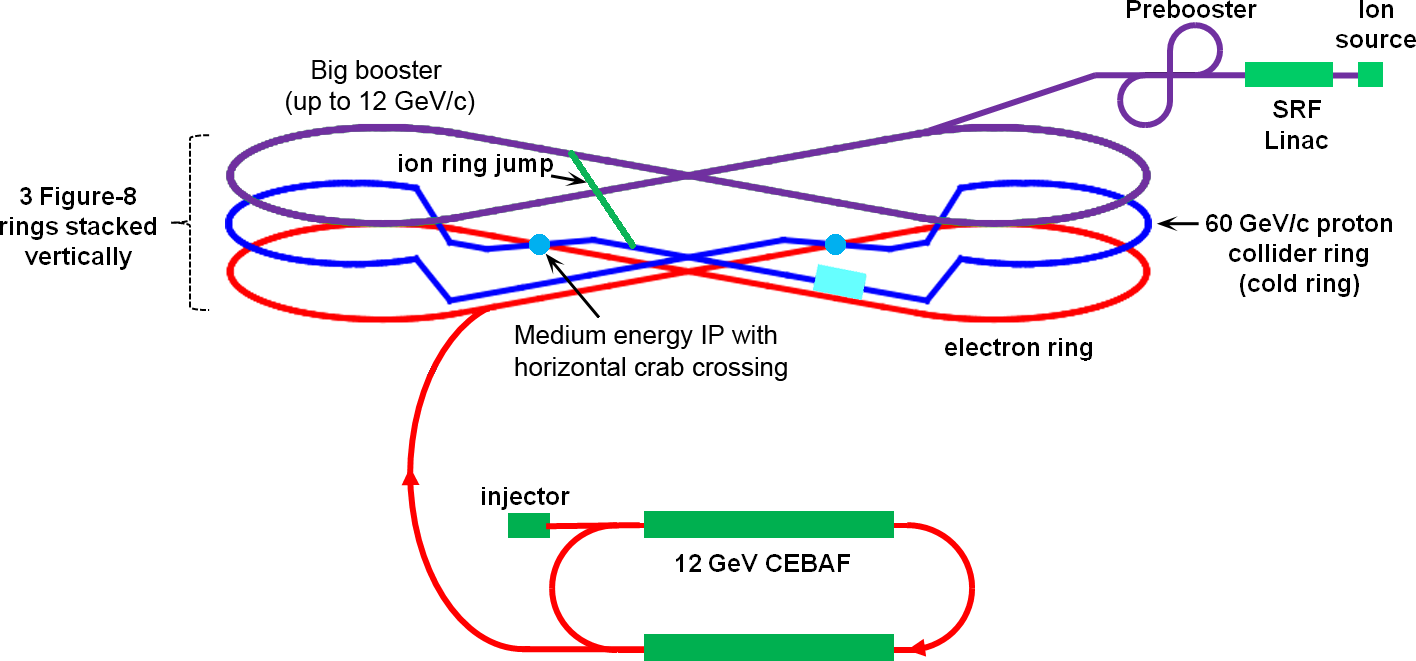 Prebooster
Ion
source
SRF
Linac
Big booster
(up to 12 GeV/c)
ion ring jump
3 Figure-8
rings stacked
vertically
60 GeV/c proton
collider ring
(cold ring)
Medium energy IP with
horizontal crab crossing
electron ring
injector
12 GeV CEBAF